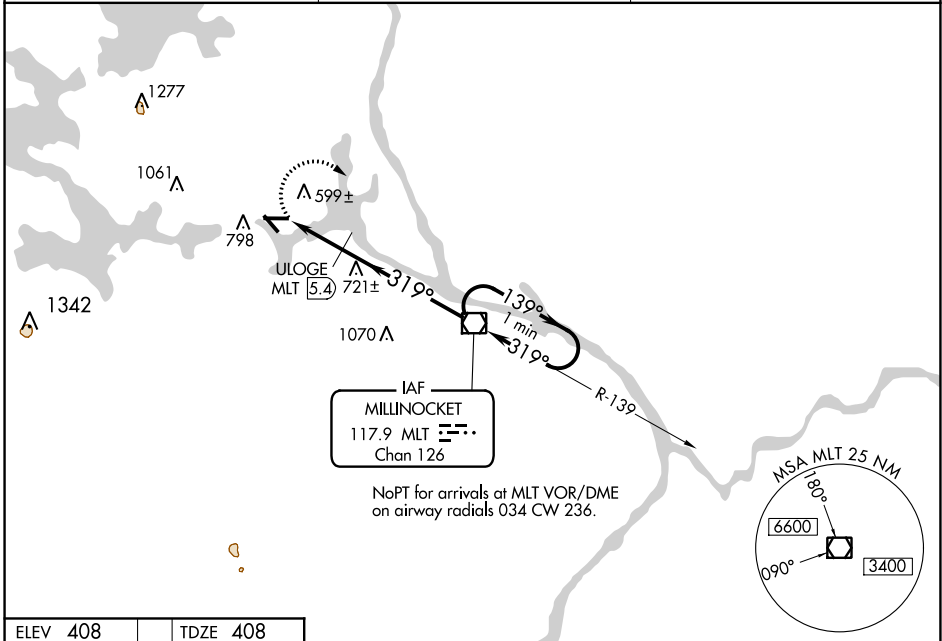 1277
1061
599±
798
ULOGE
MLT 5.4
721±
319°
139°
1 min
319°
1342
1070
R-139
IAF
MILLINOCKET
117.9 MLT
Chan 126
NoPT for arrivals at MLT VOR/DME
on airway radials 034 CW 236.
MSA MLT 25 NM
180°
6600
090°
3400
ELEV 408
TDZE 408